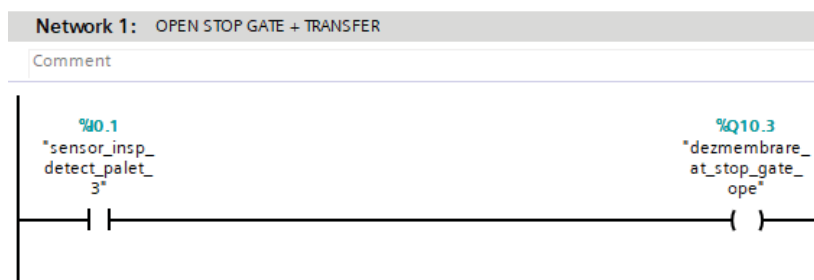 Network 1: OPEN STOP GATE + TRANSFER
Comment
%I0.1
"sensor_insp_
detect_palet_
3"
%Q10.3
"dezmembrare_
at_stop_gate_
ope"